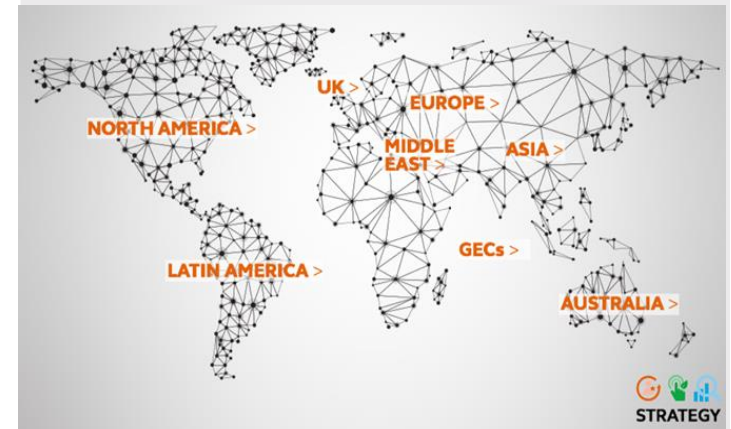 UK >
EUROPE >
NORTH AMERICA >
MIDDLE
EAST >
ASIA >
GECs >
LATIN AMERICA >
AUSTRALIA >
STRATEGY